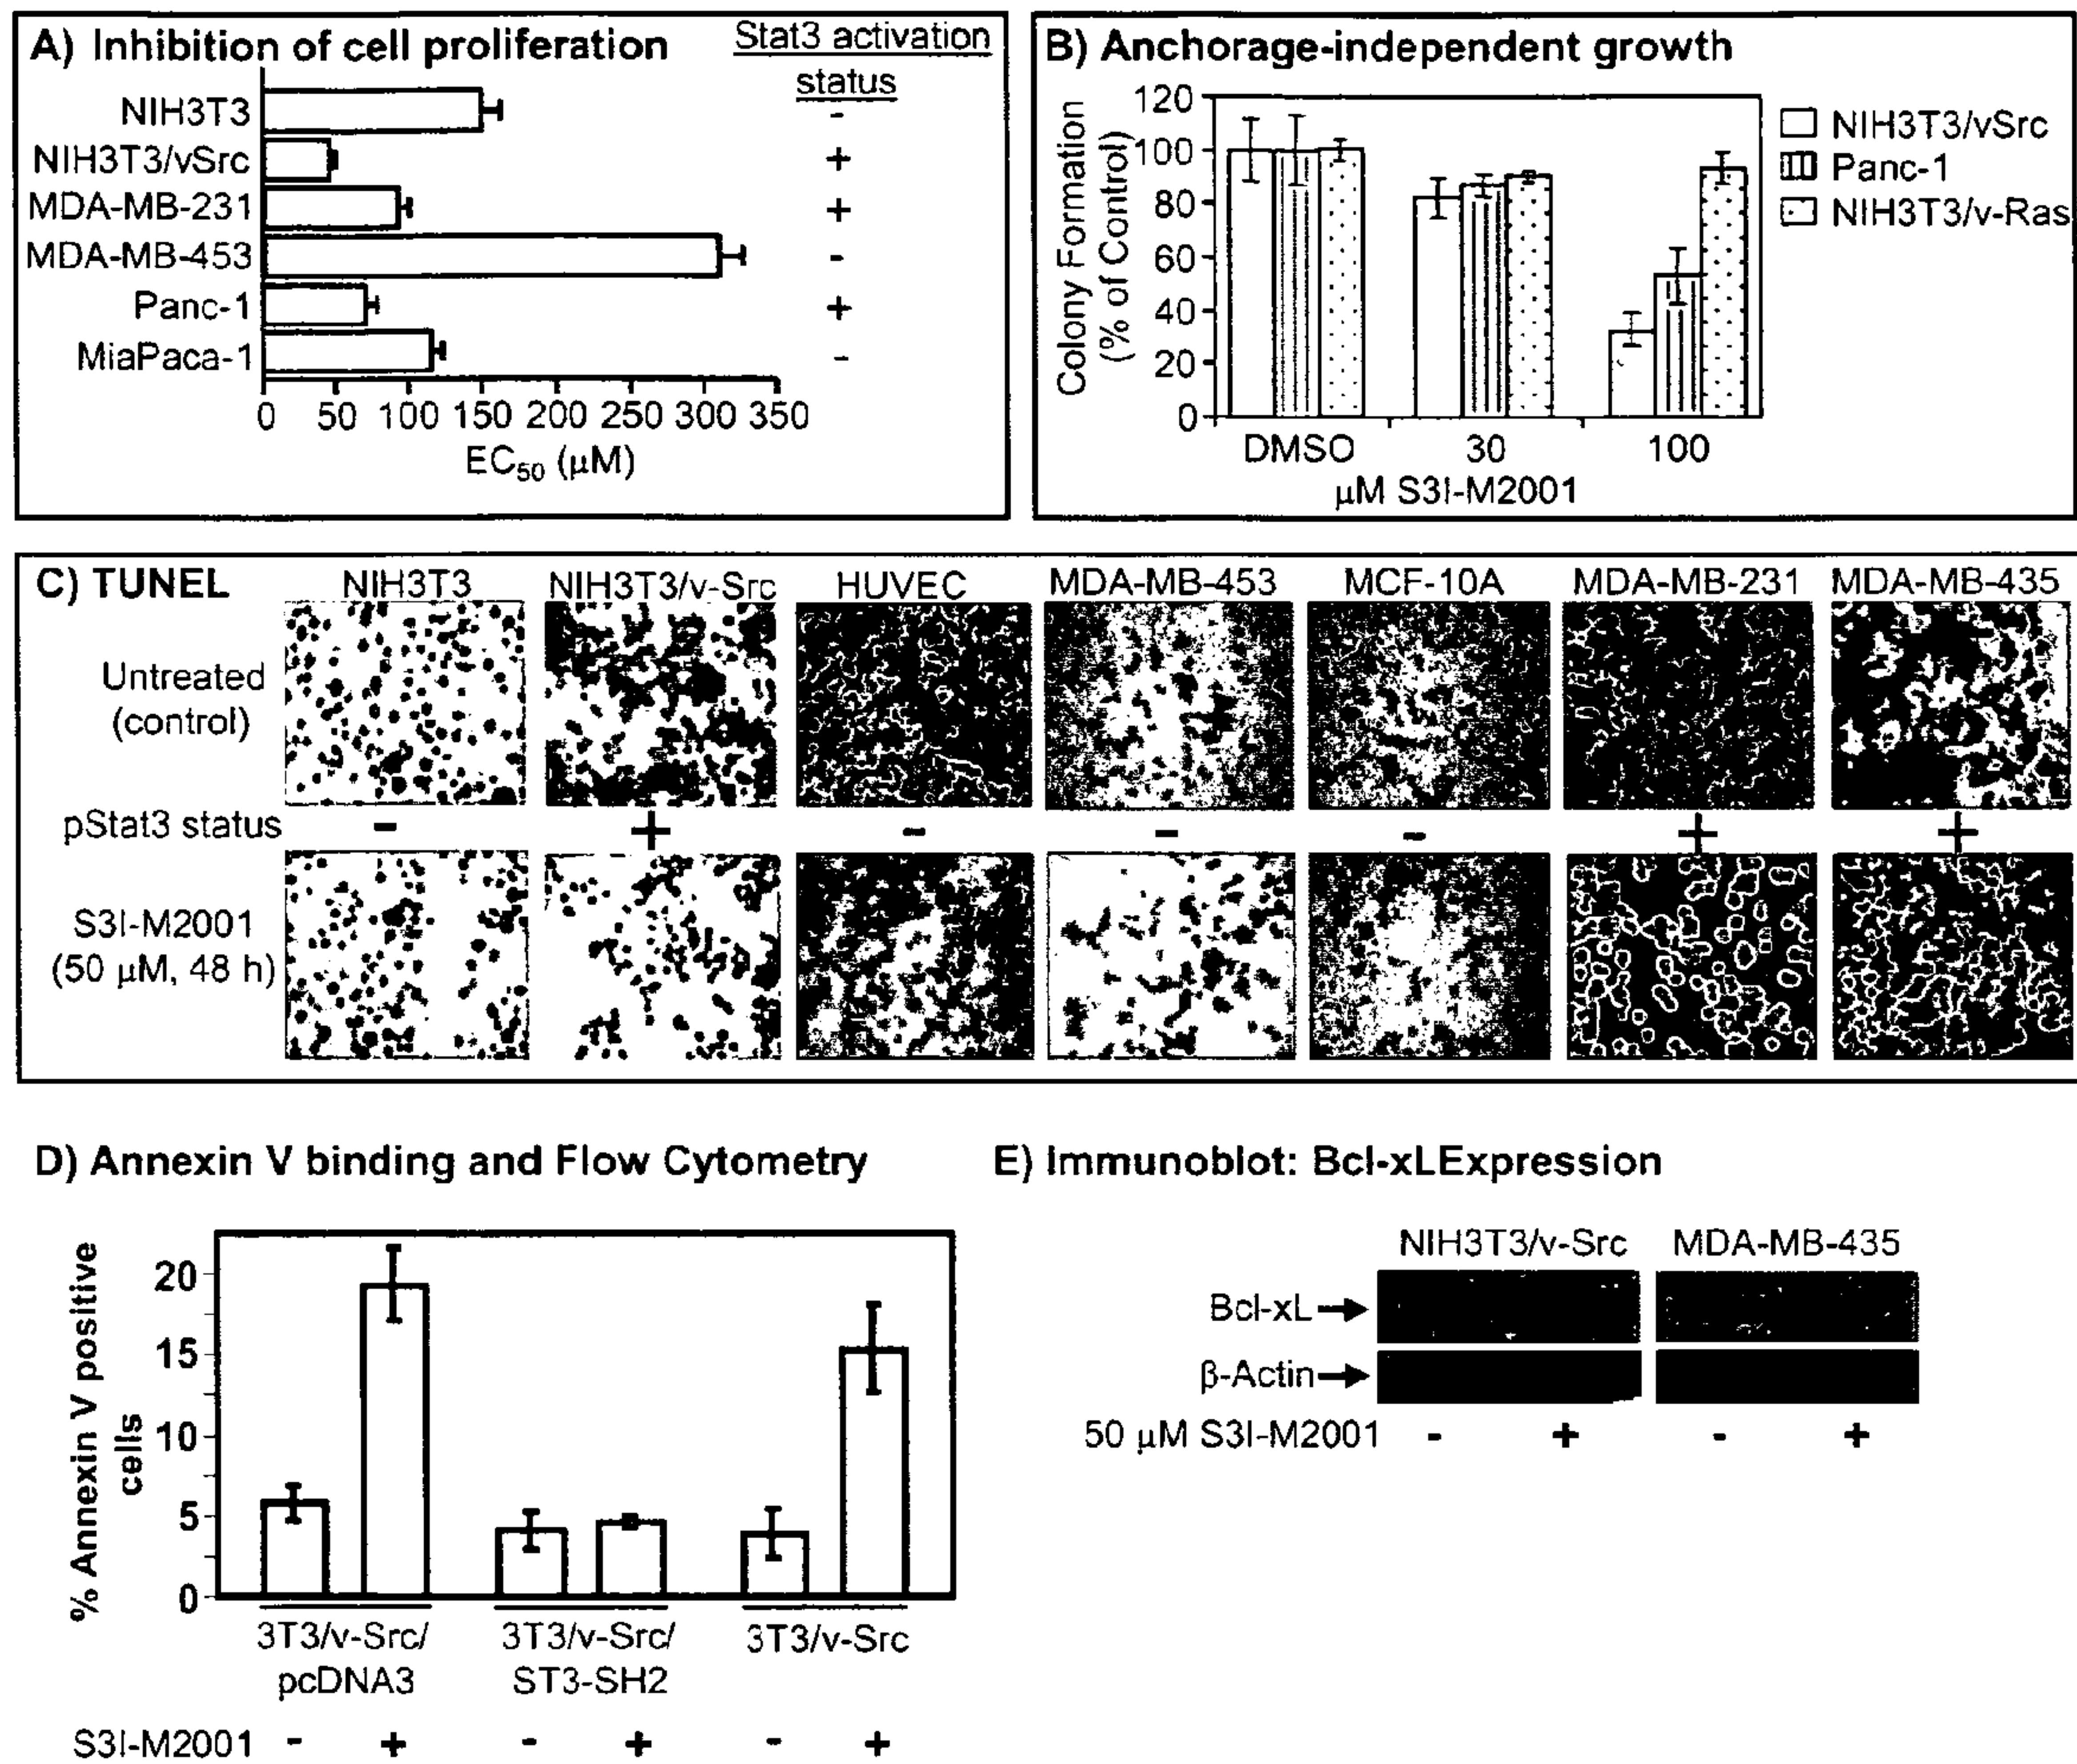 A) Inhibition of cell proliferation
Stat3 activation
status
NIH3T3 -
NIH3T3/vSrc +
MDA-MB-231 +
MDA-MB-453 -
Panc-1 +
MiaPaca-1 -
0 50 100 150 200 250 300 350
EC50 (µM)
B) Anchorage-independent growth
Colony Formation
(% of Control)
120
100
80
60
40
20
0
DMSO 30 100
µM S3I-M2001
NIH3T3/vSrc
Panc-1
NIH3T3/v-Ras
C) TUNEL
NIH3T3 NIH3T3/v-Src HUVEC MDA-MB-453 MCF-10A MDA-MB-231 MDA-MB-435
Untreated
(control)
pStat3 status - + - - - + +
S3I-M2001
(50 µM, 48 h)
D) Annexin V binding and Flow Cytometry
% Annexin V positive
cells
20
15
10
5
0
3T3/v-Src/ 3T3/v-Src/ 3T3/v-Src
pcDNA3 ST3-SH2
S3I-M2001 - + - + - +
E) Immunoblot: Bcl-xLExpression
NIH3T3/v-Src MDA-MB-435
Bcl-xL
β-Actin
50 µM S3I-M2001 - + - +